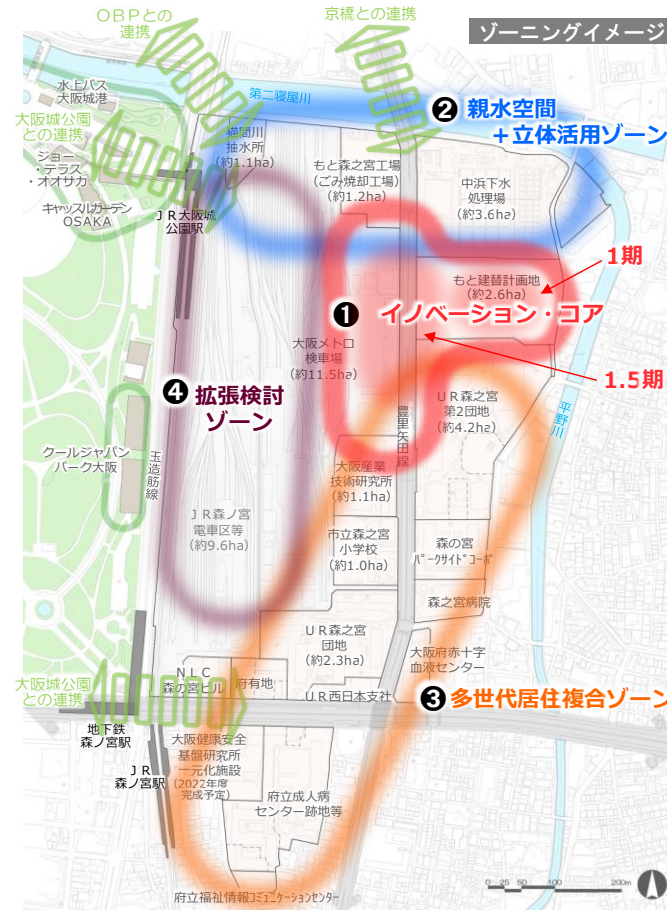 ゾーニングイメージ
OBPとの
連携
京橋との連携
水上バス
大阪城港
第二寝屋川
❷ 親水空間
+立体活用ゾーン
大阪城公園
との連携
猫間川
抽水所
(約1.1ha)
もと森之宮工場
(ごみ焼却工場)
(約1.2ha)
中浜下水
処理場
(約3.6ha)
ジョー
・テラス
・オオサカ
キャッスルガーデン
OSAKA
JR大阪城
公園駅
1期
もと建替計画地
(約2.6ha)
❶ イノベーション・コア
大阪メトロ
検車場
(約11.5ha)
1.5期
❹ 拡張検討
ゾーン
UR森之宮
第2団地
(約4.2ha)
豊里矢田線
平野川
クールジャパン
パーク大阪
玉造筋線
大阪産業
技術研究所
(約1.1ha)
JR森ノ宮
電車区等
(約9.6ha)
市立森之宮
小学校
(約1.0ha)
森の宮
パークサイドコーポ
森之宮病院
UR森之宮
団地
(約2.3ha)
大阪府赤十字
血液センター
NLC
森の宮ビル
府有地
大阪城公園
との連携
UR西日本支社
❸ 多世代居住複合ゾーン
地下鉄
森ノ宮駅
JR
森ノ宮駅
大阪健康安全
基盤研究所
一元化施設
(2022年度
完成予定)
府立成人病
センター跡地等
府立福祉情報コミュニケーションセンター
0 25 50 100 200m